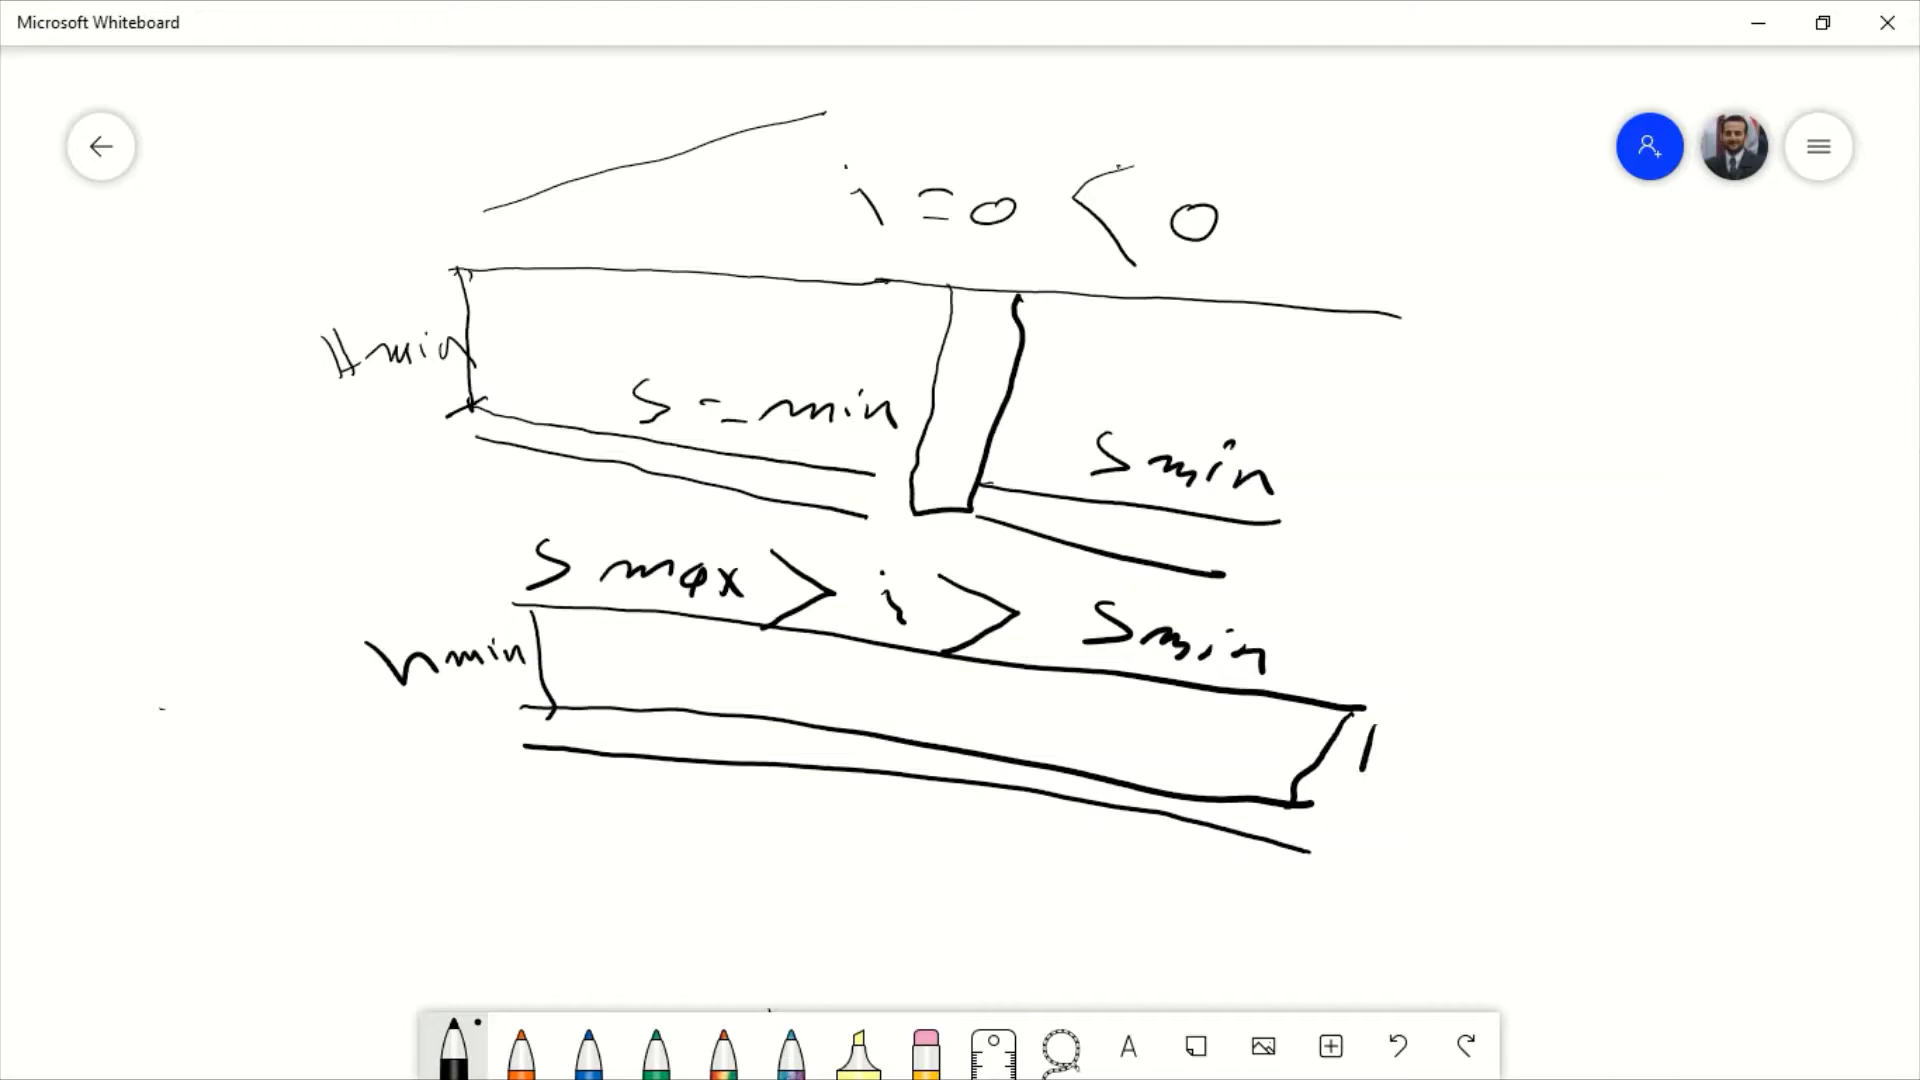 Microsoft Whiteboard
i = 0 < 0
Hmin
S = min
Smin
Smax > i > Smin
hmin
A